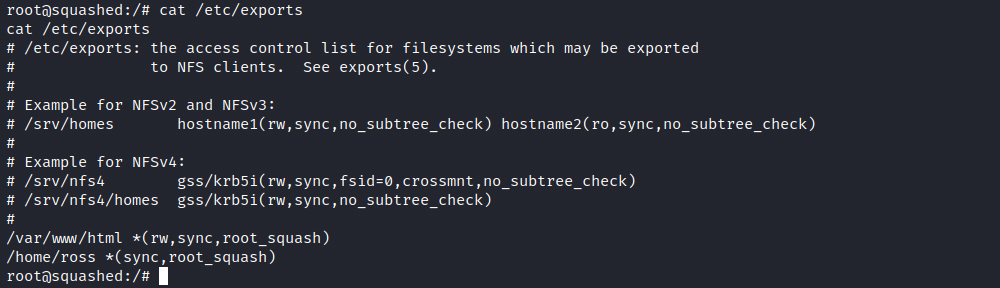 root@squashed:/# cat /etc/exports
cat /etc/exports
# /etc/exports: the access control list for filesystems which may be exported
#               to NFS clients.  See exports(5).
#
# Example for NFSv2 and NFSv3:
# /srv/homes       hostname1(rw,sync,no_subtree_check) hostname2(ro,sync,no_subtree_check)
#
# Example for NFSv4:
# /srv/nfs4        gss/krb5i(rw,sync,fsid=0,crossmnt,no_subtree_check)
# /srv/nfs4/homes  gss/krb5i(rw,sync,no_subtree_check)
#
/var/www/html *(rw,sync,root_squash)
/home/ross *(sync,root_squash)
root@squashed:/#